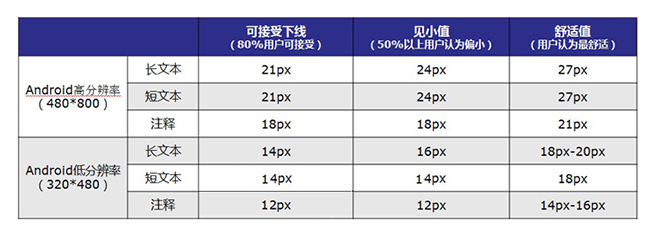 可接受下线 见小值 舒适值
（80%用户可接受） （50%以上用户认为偏小） （用户认为最舒适）
长文本 21px 24px 27px
Android高分辨率
（480*800）
短文本 21px 24px 27px
注释 18px 18px 21px
长文本 14px 16px 18px-20px
Android低分辨率
（320*480）
短文本 14px 14px 18px
注释 12px 12px 14px-16px